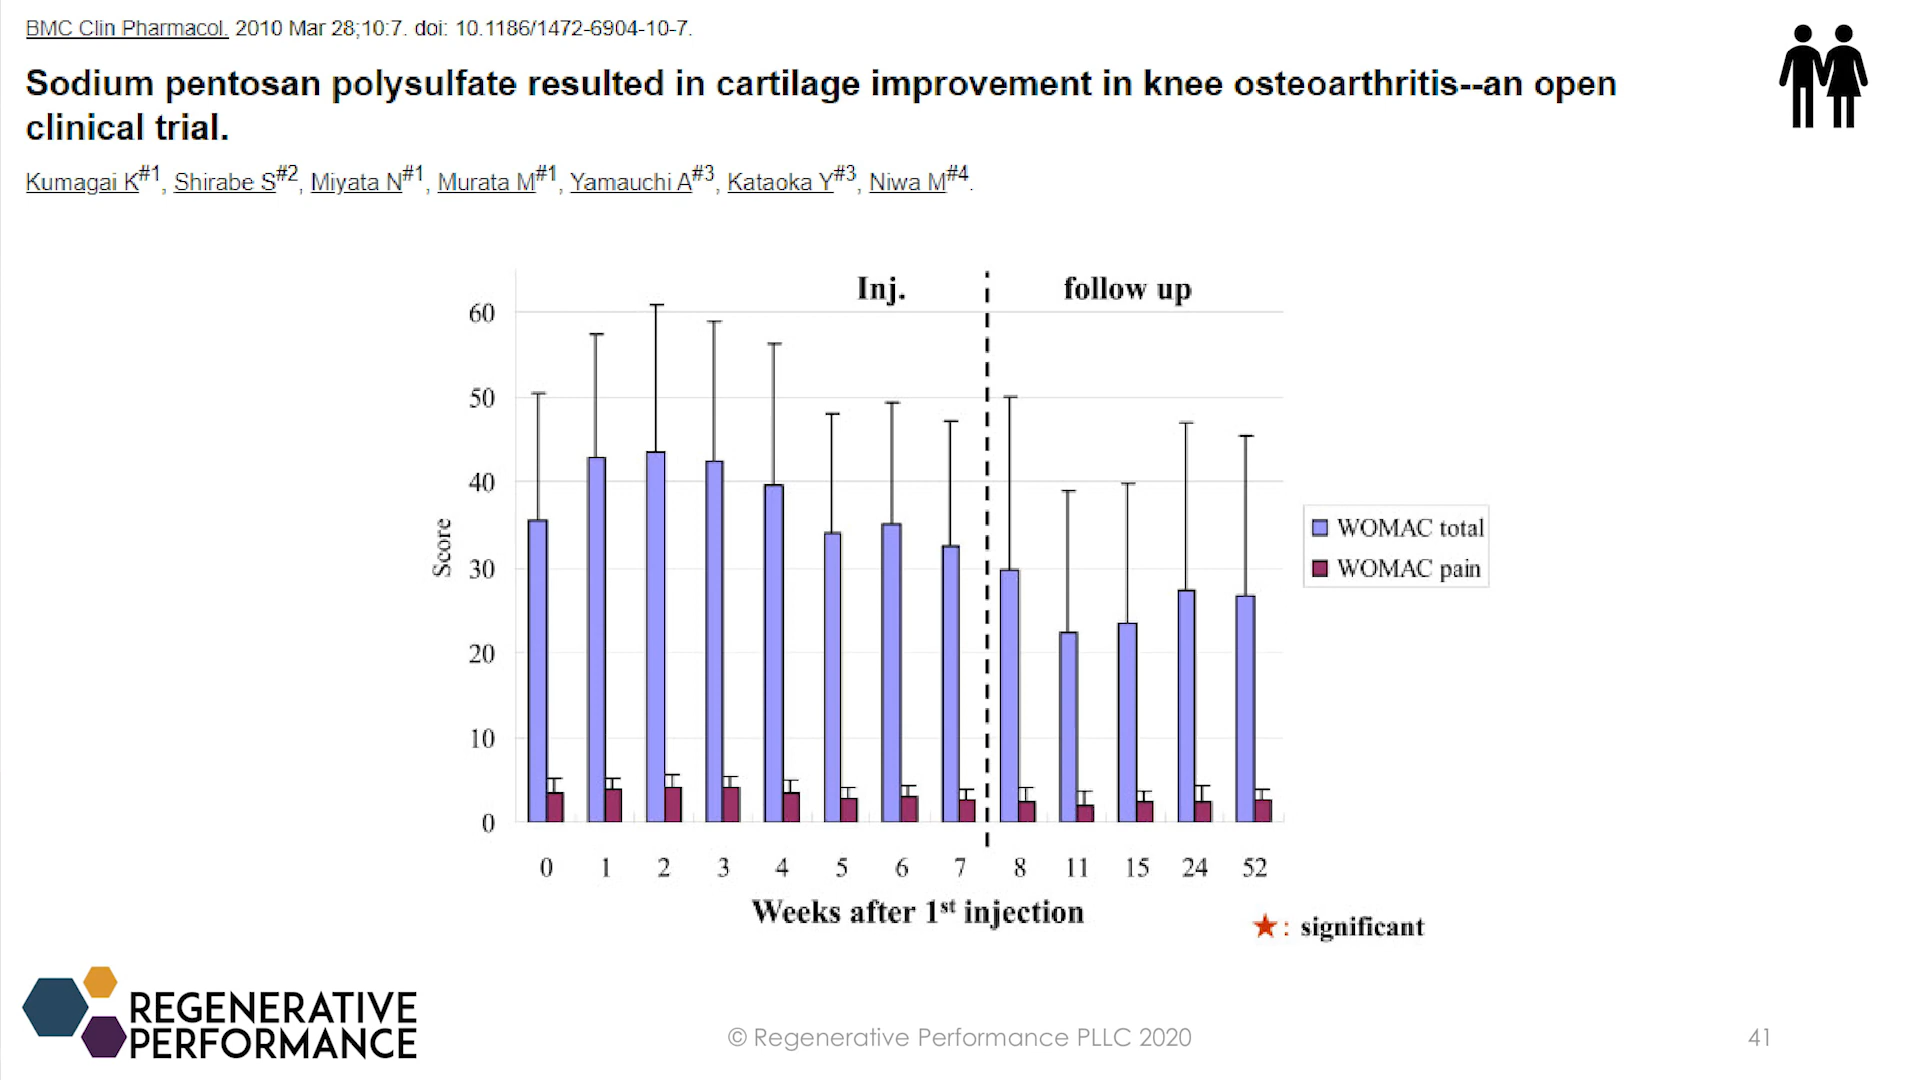 BMC Clin Pharmacol. 2010 Mar 28;10:7. doi: 10.1186/1472-6904-10-7.
Sodium pentosan polysulfate resulted in cartilage improvement in knee osteoarthritis--an open
clinical trial.
Kumagai K#1, Shirabe S#2, Miyata N#1, Murata M#1, Yamauchi A#3, Kataoka Y#3, Niwa M#4.
Inj. follow up
60
50
40
30
20
10
0
Score
WOMAC total
WOMAC pain
0 1 2 3 4 5 6 7 8 11 15 24 52
Weeks after 1st injection
★: significant
REGENERATIVE
PERFORMANCE
© Regenerative Performance PLLC 2020
41